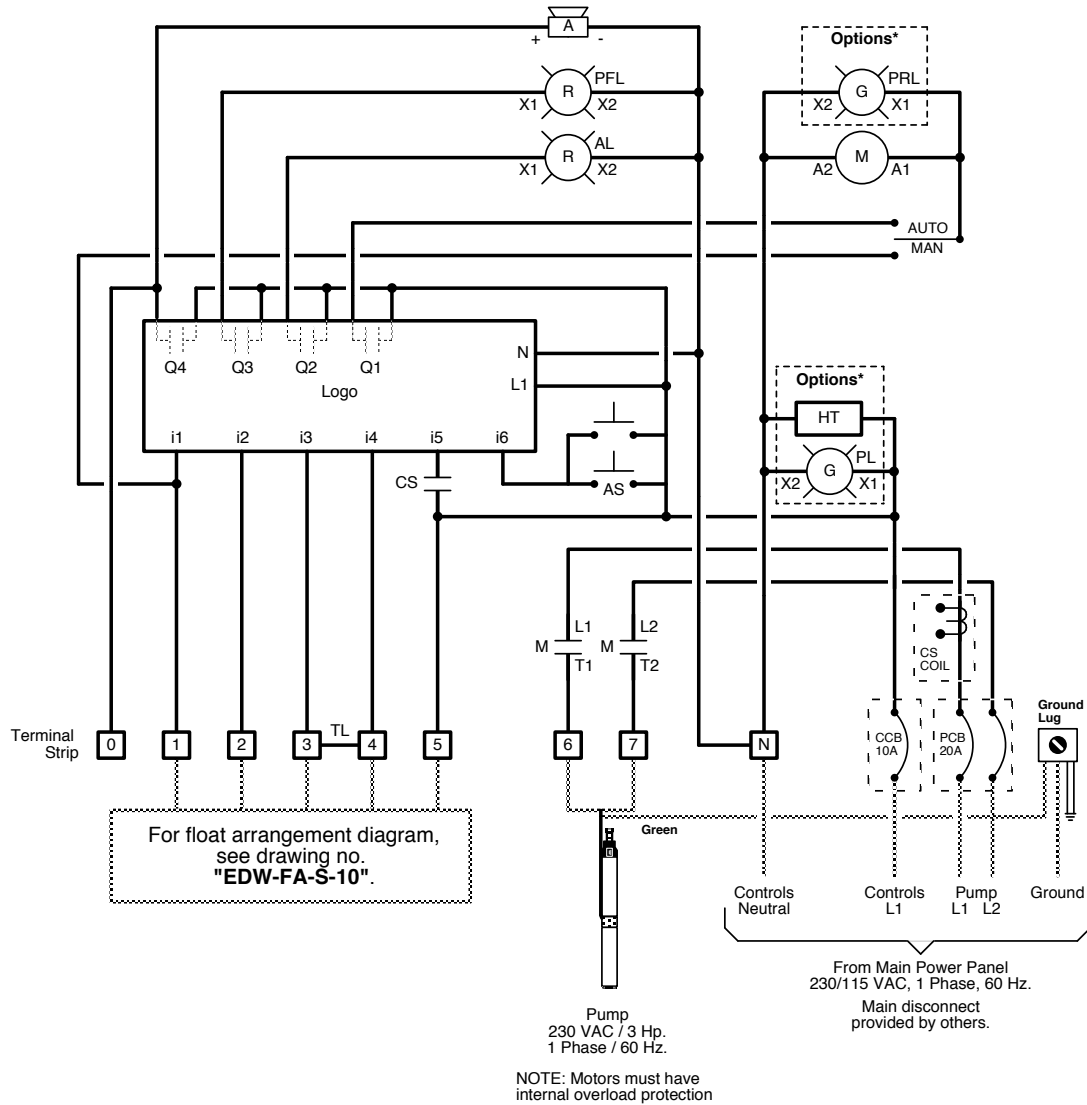 A
+ -
Options*
PFL
R
X1 X2
PRL
G
X2 X1
AL
R
X1 X2
M
A2 A1
AUTO
MAN
Q4 Q3 Q2 Q1
N
L1
Logo
i1 i2 i3 i4 i5 i6
Options*
HT
PL
G
X2 X1
CS
AS
L1 L2
M M
T1 T2
CS
COIL
Terminal
Strip
0 1 2 3 TL 4 5 6 7 N
CCB
10A
PCB
20A
Ground
Lug
For float arrangement diagram,
see drawing no.
"EDW-FA-S-10".
Green
Controls
Neutral
Controls
L1
Pump
L1 L2
Ground
From Main Power Panel
230/115 VAC, 1 Phase, 60 Hz.
Main disconnect
provided by others.
Pump
230 VAC / 3 Hp.
1 Phase / 60 Hz.
NOTE: Motors must have
internal overload protection